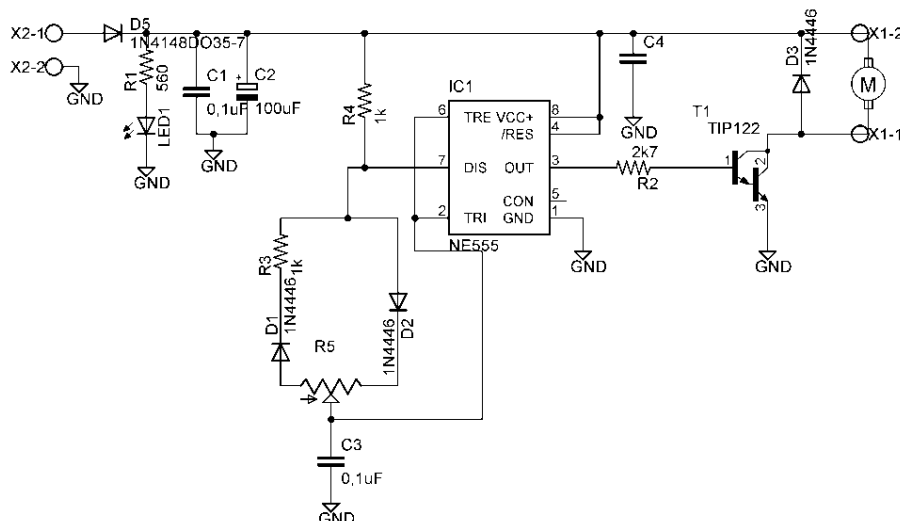 X2-1
D5
1N4148DO35-7
X2-2
GND
R1
560
LED1
GND
C1
0,1uF
C2
+
100uF
GND
R4
1k
IC1
6 TRE VCC+ 8
/RES 4
7 DIS OUT 3
CON 5
2 TRI GND 1
NE555
GND
C4
GND
2k7
R2
T1
TIP122
1
2
3
GND
D3
1N4446
X1-2
M
X1-1
R3
1k
D1
1N4446
R5
1N4446
D2
C3
0,1uF
GND